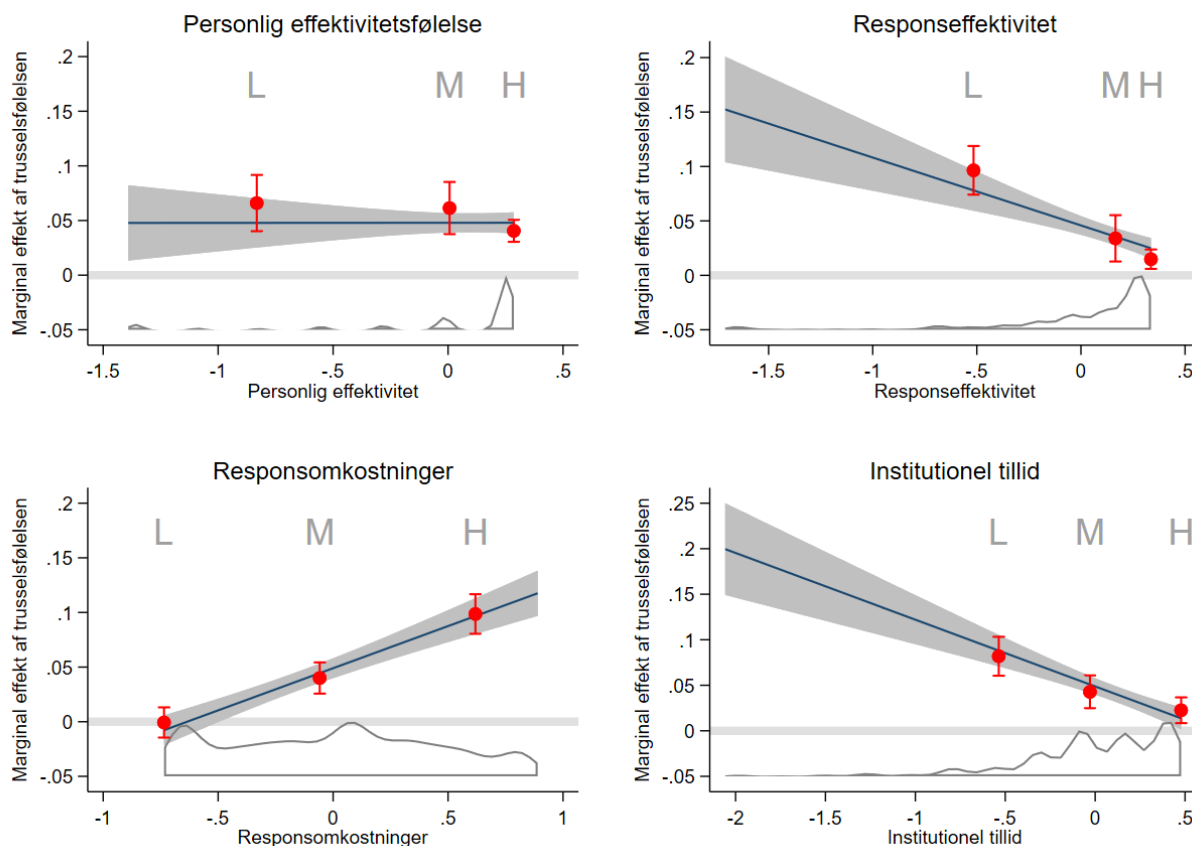 Personlig effektivitetsfølelse
Marginal effekt af trusselsfølelsen
.2
.15
.1
.05
0
-.05
L
M
H
-1.5
-1
-.5
0
.5
Personlig effektivitet
Responseffektivitet
Marginal effekt af trusselsfølelsen
.2
.15
.1
.05
0
-.05
L
M
H
-1.5
-1
-.5
0
.5
Responseffektivitet
Responsomkostninger
Marginal effekt af trusselsfølelsen
.2
.15
.1
.05
0
-.05
L
M
H
-1
-.5
0
.5
1
Responsomkostninger
Institutionel tillid
Marginal effekt af trusselsfølelsen
.25
.2
.15
.1
.05
0
-.05
L
M
H
-2
-1.5
-1
-.5
0
.5
Institutionel tillid